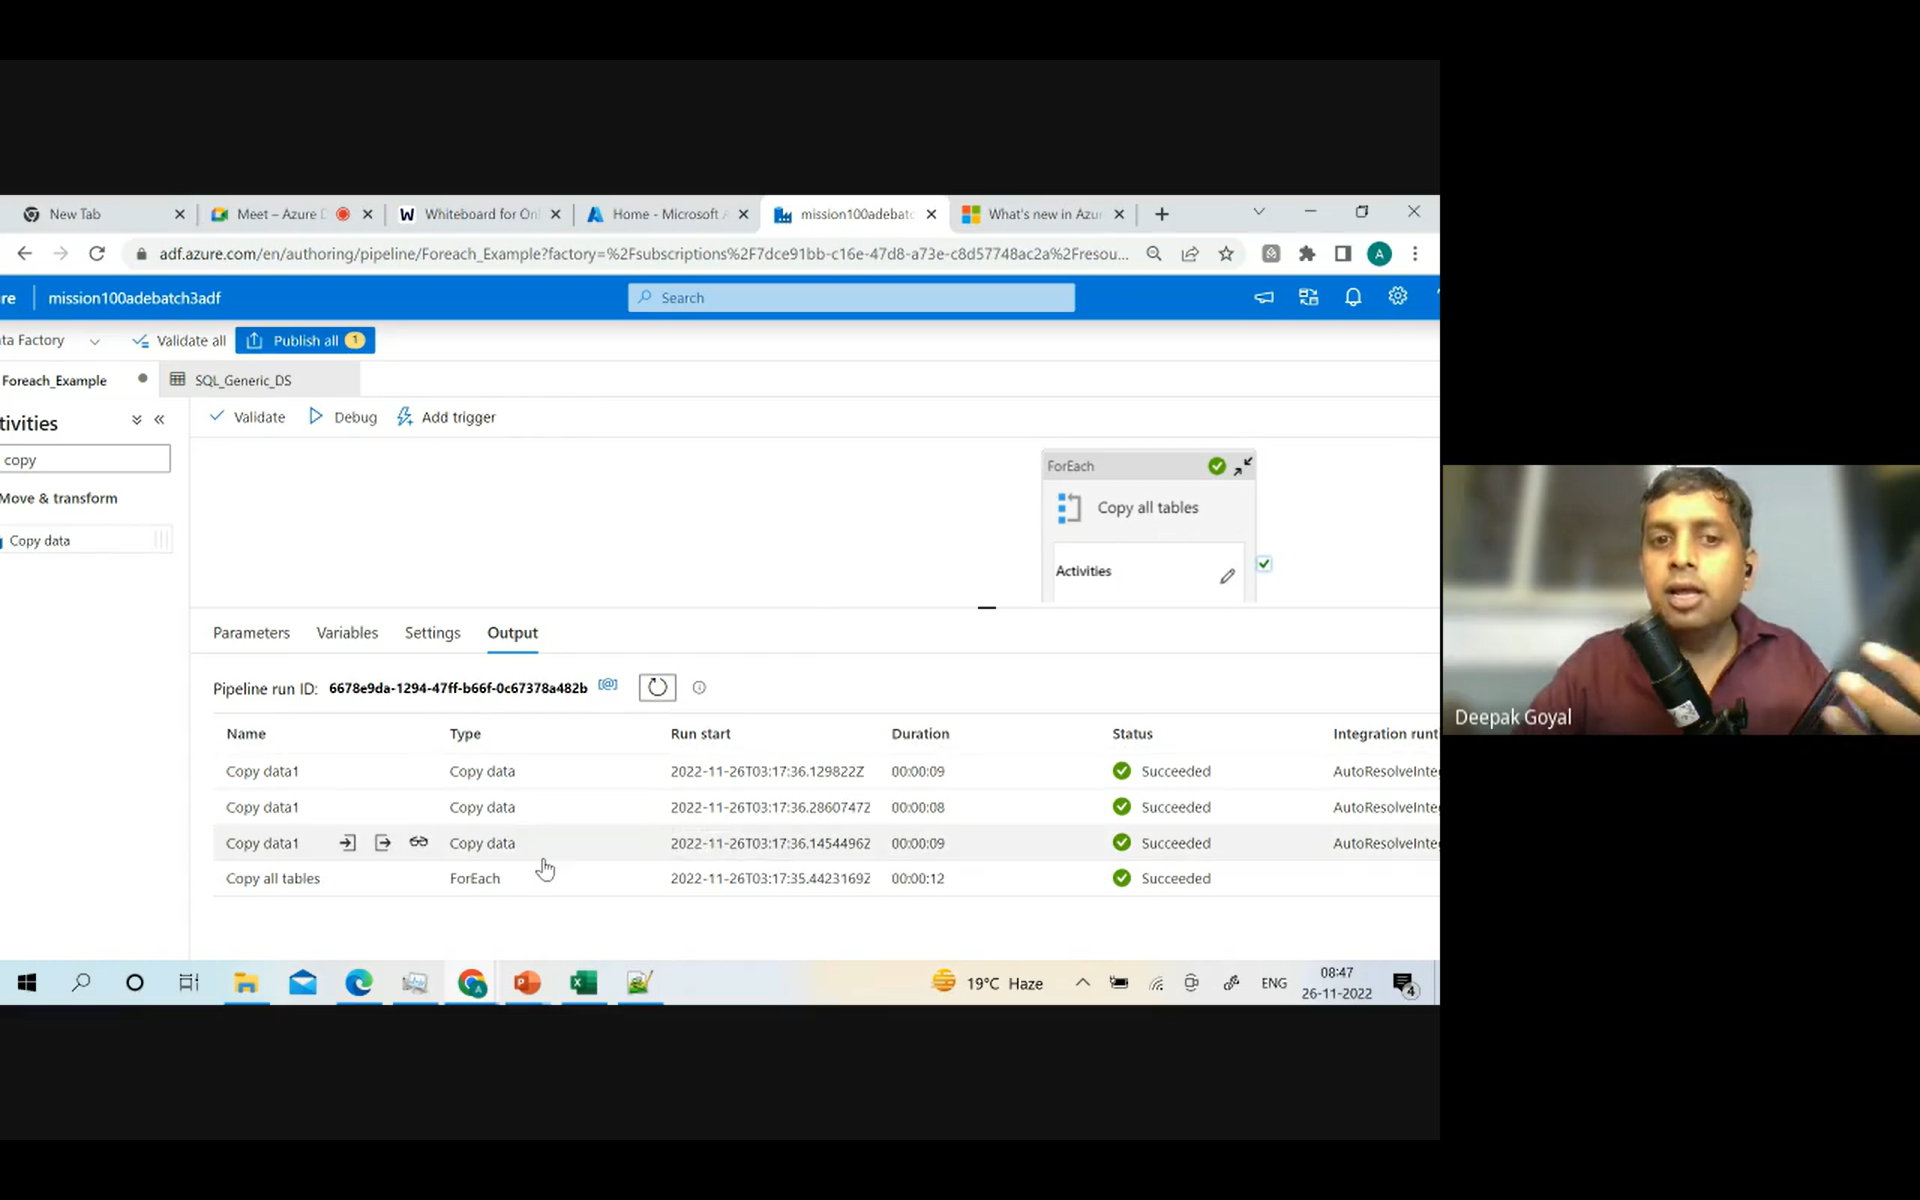 New Tab
Meet – Azure D
W Whiteboard for Onl
Home - Microsoft A
mission100adebatc
What's new in Azur
adf.azure.com/en/authoring/pipeline/Foreach_Example?factory=%2Fsubscriptions%2F7dce91bb-c16e-47d8-a73e-c8d57748ac2a%2Fresou...
A
re
mission100adebatch3adf
Search
ta Factory
Validate all
Publish all 1
Foreach_Example
SQL_Generic_DS
tivities
Validate
Debug
Add trigger
copy
Move & transform
Copy data
ForEach
Copy all tables
Activities
Parameters Variables Settings Output
Pipeline run ID: 6678e9da-1294-47ff-b66f-0c67378a482b
Name Type Run start Duration Status Integration runt
Copy data1 Copy data 2022-11-26T03:17:36.129822Z 00:00:09 Succeeded AutoResolveInte
Copy data1 Copy data 2022-11-26T03:17:36.2860747Z 00:00:08 Succeeded AutoResolveInte
Copy data1 Copy data 2022-11-26T03:17:36.1454496Z 00:00:09 Succeeded AutoResolveInte
Copy all tables ForEach 2022-11-26T03:17:35.4423169Z 00:00:12 Succeeded
19°C Haze
ENG
08:47
26-11-2022
4
Deepak Goyal